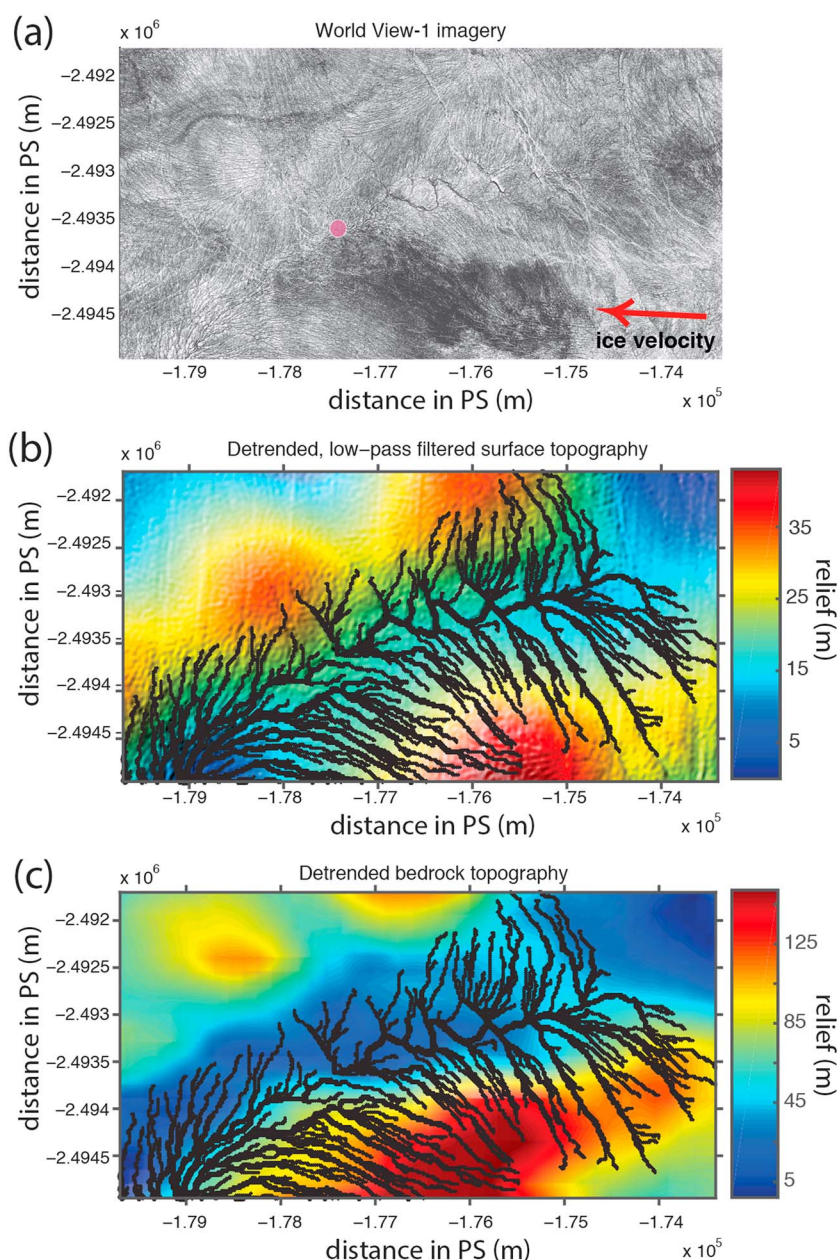 (a)
x 10^6
World View-1 imagery
distance in PS (m)
−2.492
−2.4925
−2.493
−2.4935
−2.494
−2.4945
ice velocity
−1.79
−1.78
−1.77
−1.76
−1.75
−1.74
distance in PS (m)
x 10^5
(b)
x 10^6
Detrended, low−pass filtered surface topography
distance in PS (m)
−2.492
−2.4925
−2.493
−2.4935
−2.494
−2.4945
35
25
15
5
relief (m)
−1.79
−1.78
−1.77
−1.76
−1.75
−1.74
distance in PS (m)
x 10^5
(c)
x 10^6
Detrended bedrock topography
distance in PS (m)
−2.492
−2.4925
−2.493
−2.4935
−2.494
−2.4945
125
85
45
5
relief (m)
−1.79
−1.78
−1.77
−1.76
−1.75
−1.74
distance in PS (m)
x 10^5